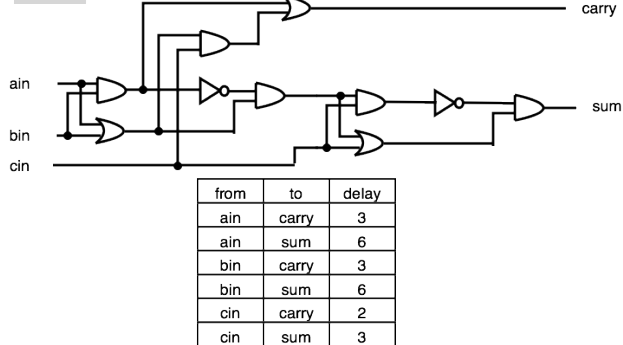 carry
ain
sum
bin
cin
from to delay
ain carry 3
ain sum 6
bin carry 3
bin sum 6
cin carry 2
cin sum 3